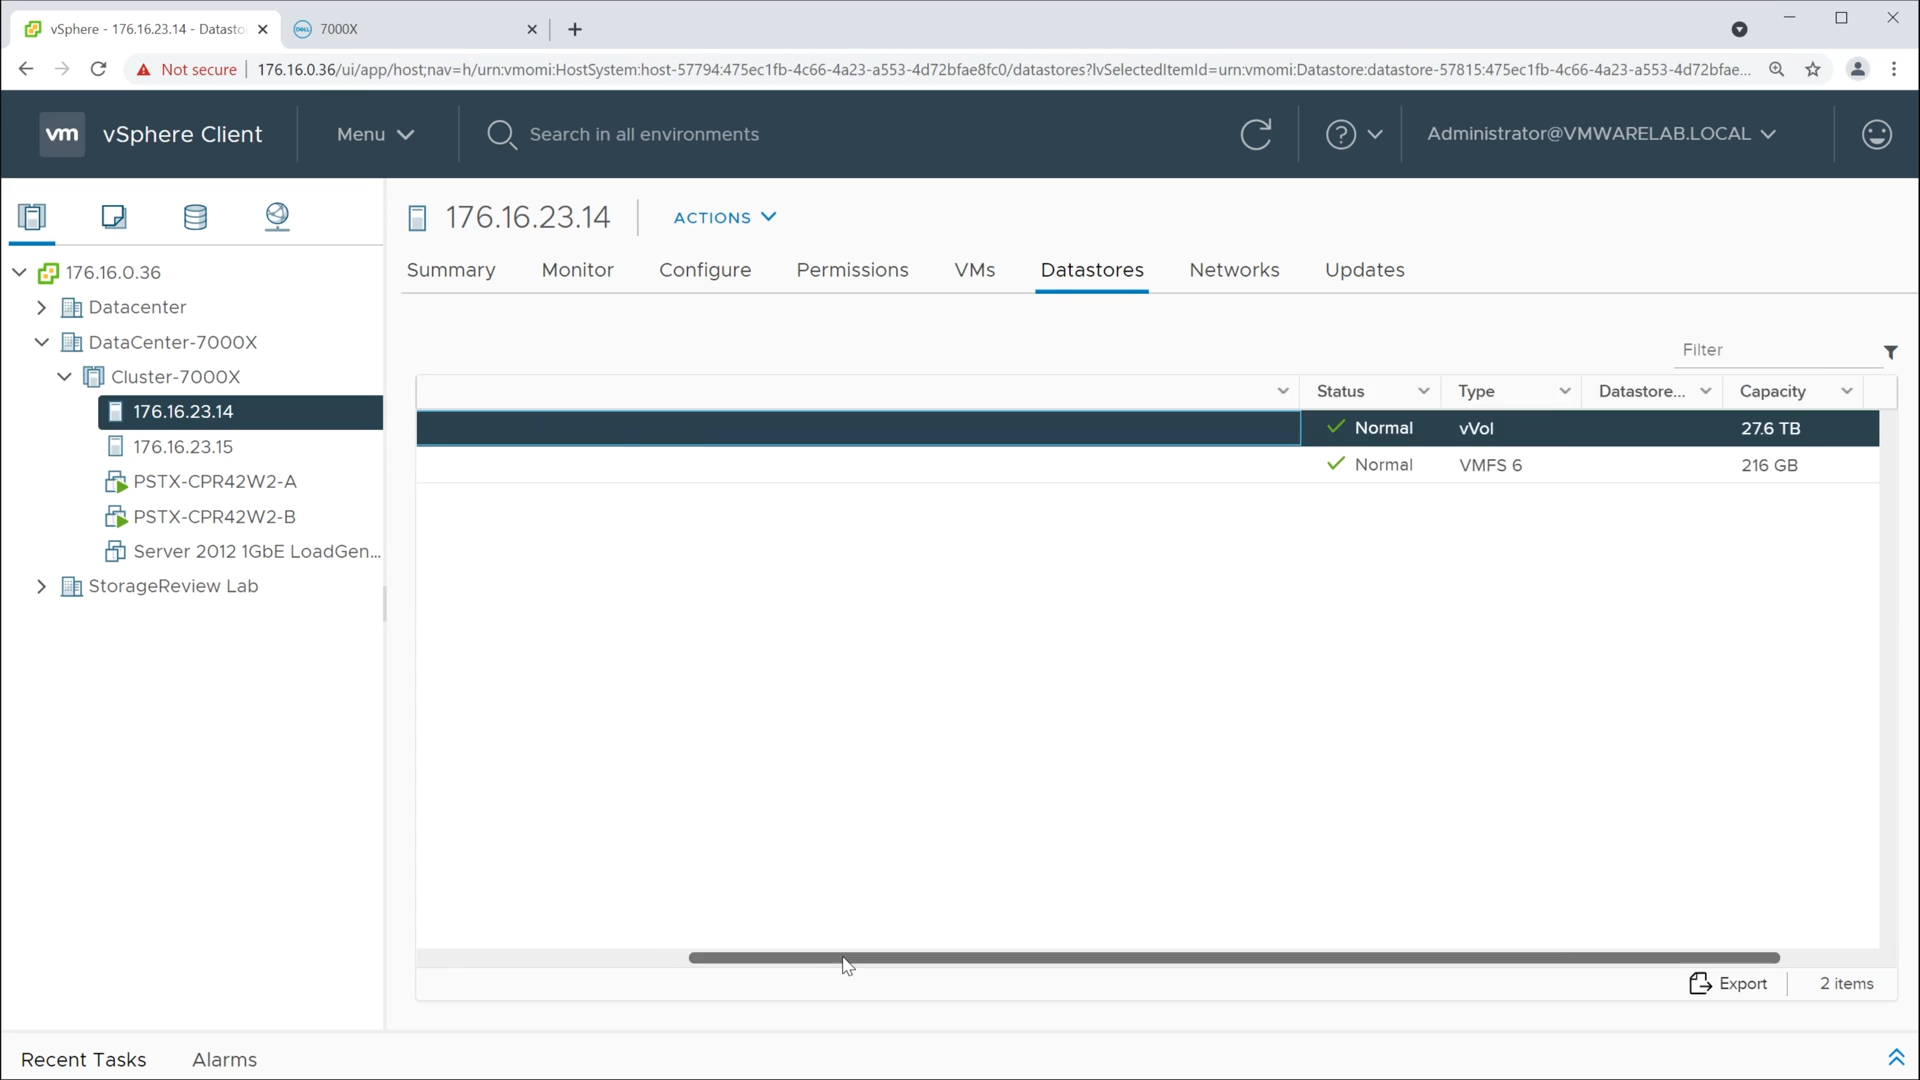 vSphere - 176.16.23.14 - Datasto
7000X
Not secure
176.16.0.36/ui/app/host;nav=h/urn:vmomi:HostSystem:host-57794:475ec1fb-4c66-4a23-a553-4d72bfae8fc0/datastores?lvSelectedItemId=urn:vmomi:Datastore:datastore-57815:475ec1fb-4c66-4a23-a553-4d72bfae...
vm vSphere Client
Menu
Search in all environments
Administrator@VMWARELAB.LOCAL
176.16.0.36
Datacenter
DataCenter-7000X
Cluster-7000X
176.16.23.14
176.16.23.15
PSTX-CPR42W2-A
PSTX-CPR42W2-B
Server 2012 1GbE LoadGen...
StorageReview Lab
176.16.23.14
ACTIONS
Summary Monitor Configure Permissions VMs Datastores Networks Updates
Filter
Status Type Datastore... Capacity
Normal vVol 27.6 TB
Normal VMFS 6 216 GB
Export 2 items
Recent Tasks Alarms